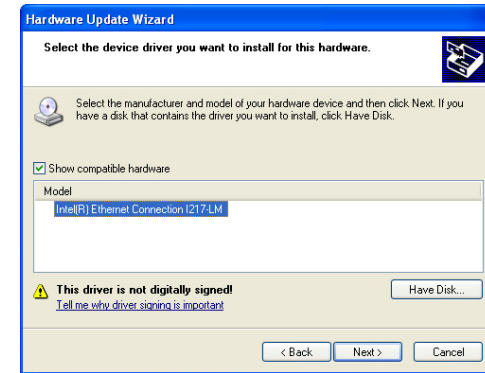 Hardware Update Wizard
Select the device driver you want to install for this hardware.
Select the manufacturer and model of your hardware device and then click Next. If you
have a disk that contains the driver you want to install, click Have Disk.
Show compatible hardware
Model
Intel(R) Ethernet Connection I217-LM
This driver is not digitally signed!
Tell me why driver signing is important
Have Disk...
< Back
Next >
Cancel